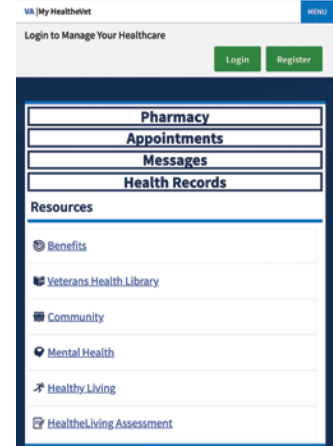 VA | My HealtheVet
MENU
Login to Manage Your Healthcare
Login Register
Pharmacy
Appointments
Messages
Health Records
Resources
Benefits
Veterans Health Library
Community
Mental Health
Healthy Living
HealtheLiving Assessment